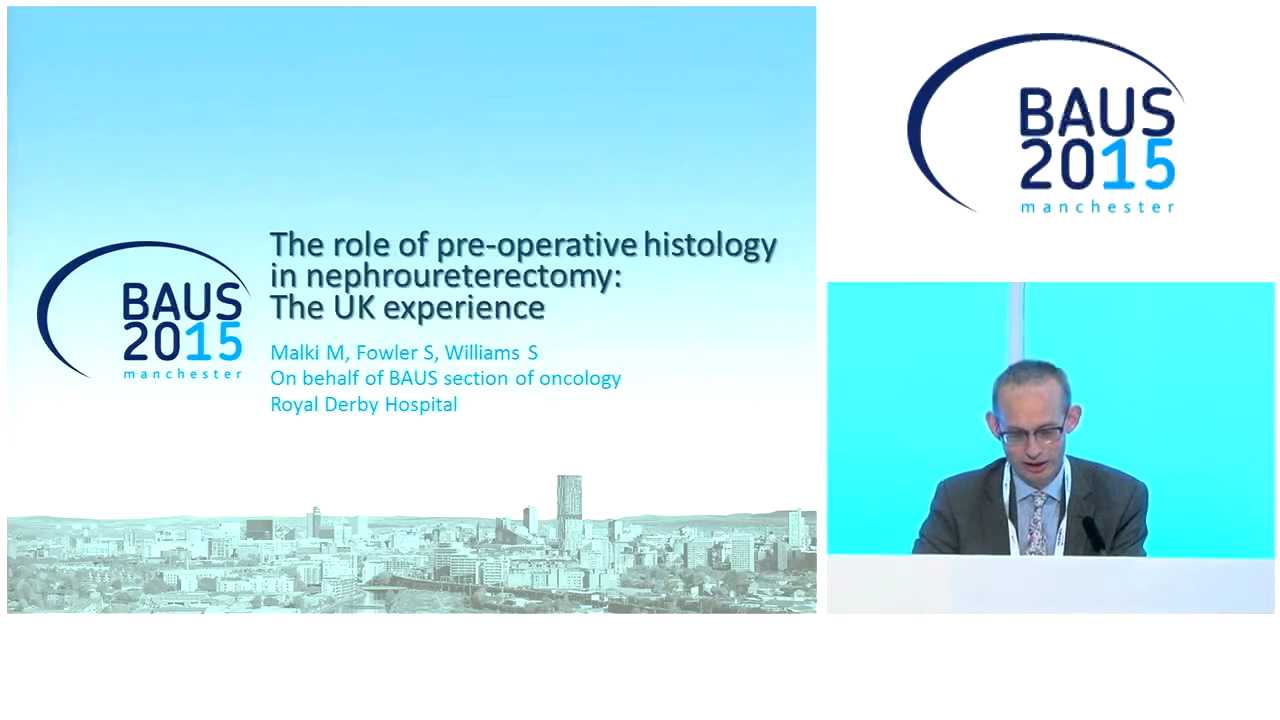 BAUS
2015
manchester
The role of pre-operative histology
in nephroureterectomy:
The UK experience
Malki M, Fowler S, Williams S
On behalf of BAUS section of oncology
Royal Derby Hospital
BAUS
2015
manchester